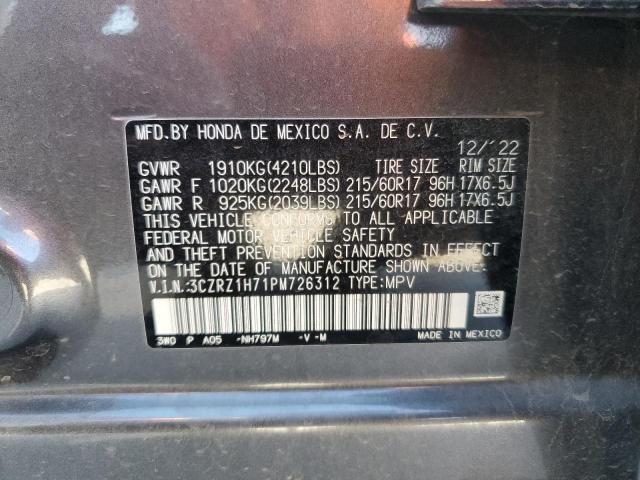 MFD.BY HONDA DE MEXICO S.A. DE C.V.
12/'22
GVWR 1910KG(4210LBS) TIRE SIZE RIM SIZE
GAWR F 1020KG(2248LBS) 215/60R17 96H 17X6.5J
GAWR R 925KG(2039LBS) 215/60R17 96H 17X6.5J
THIS VEHICLE CONFORMS TO ALL APPLICABLE
FEDERAL MOTOR VEHICLE SAFETY
AND THEFT PREVENTION STANDARDS IN EFFECT
ON THE DATE OF MANUFACTURE SHOWN ABOVE.
V.I.N.:3CZRZ1H71PM726312 TYPE:MPV
3W0 P A05 -NH797M -V -M
MADE IN MEXICO